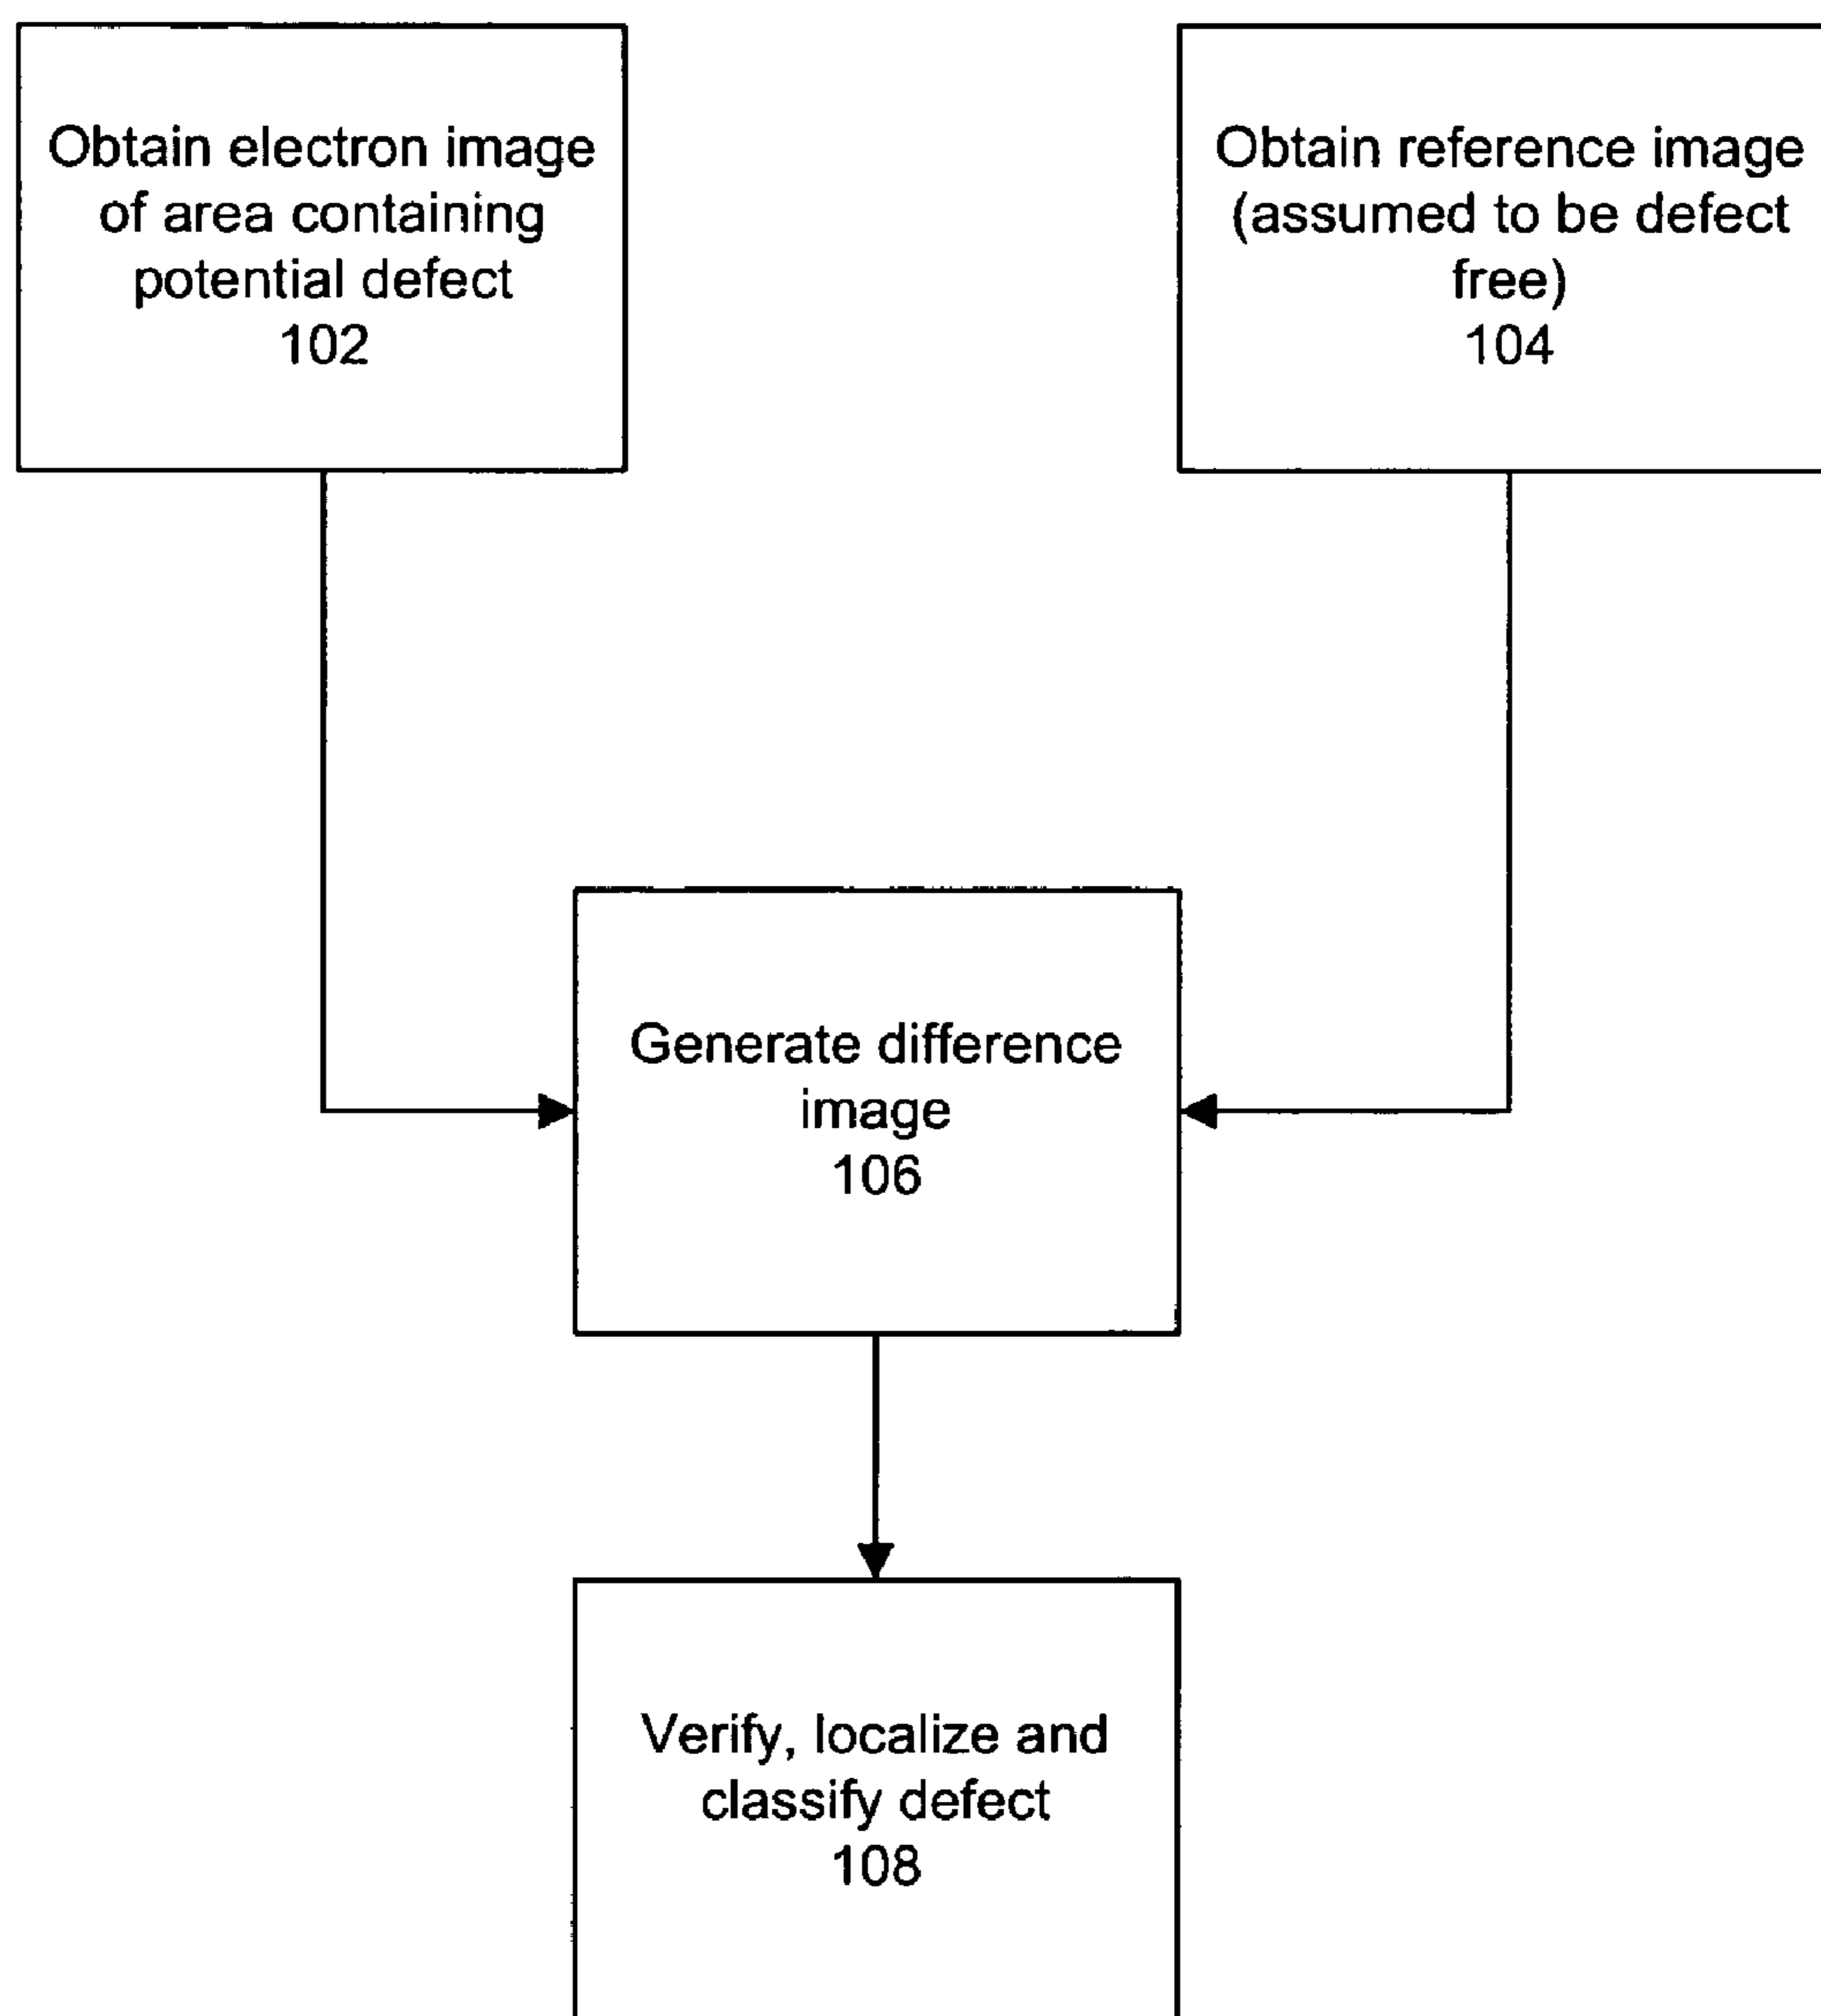 Obtain electron image
of area containing
potential defect
102
Obtain reference image
(assumed to be defect
free)
104
Generate difference
image
106
Verify, localize and
classify defect
108